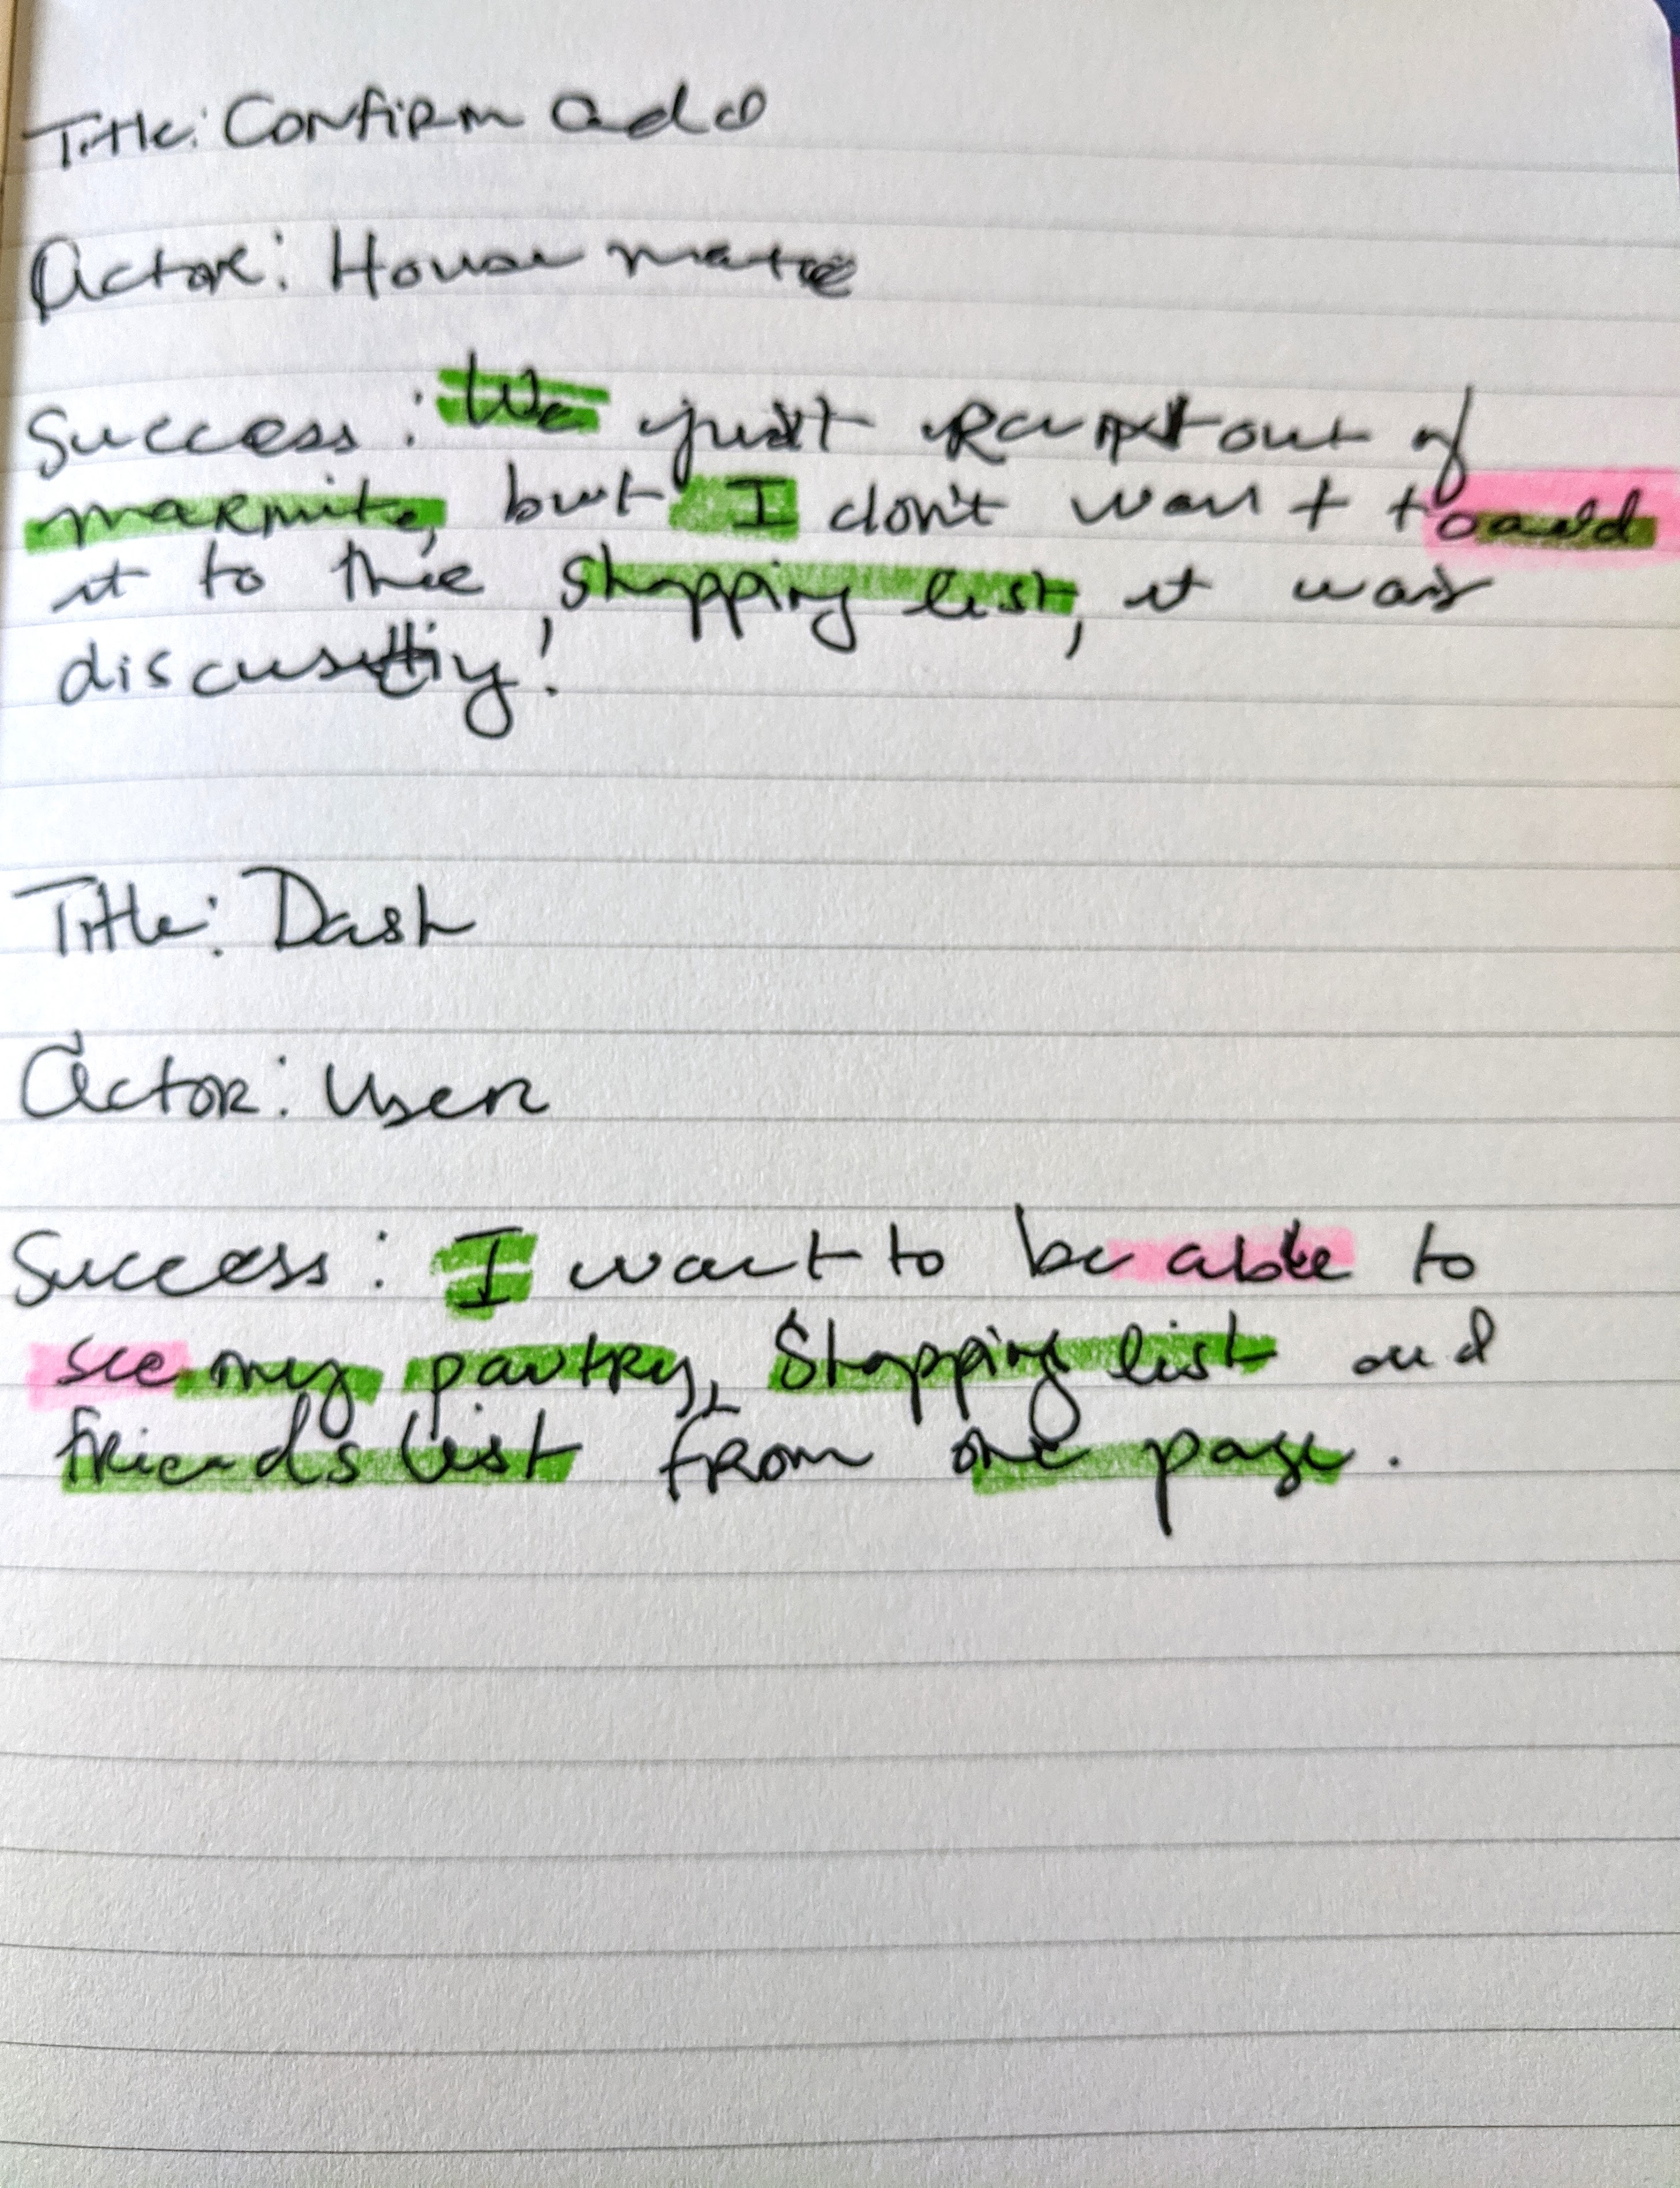 Title: Confirm add
Actor: House mate
Success: We just run out of
marmite, but I don't want to add
it to the shopping list, it was
discusting!
Title: Dash
Actor: User
Success: I want to be able to
see my pantry, Shopping list and
friends list from one page.